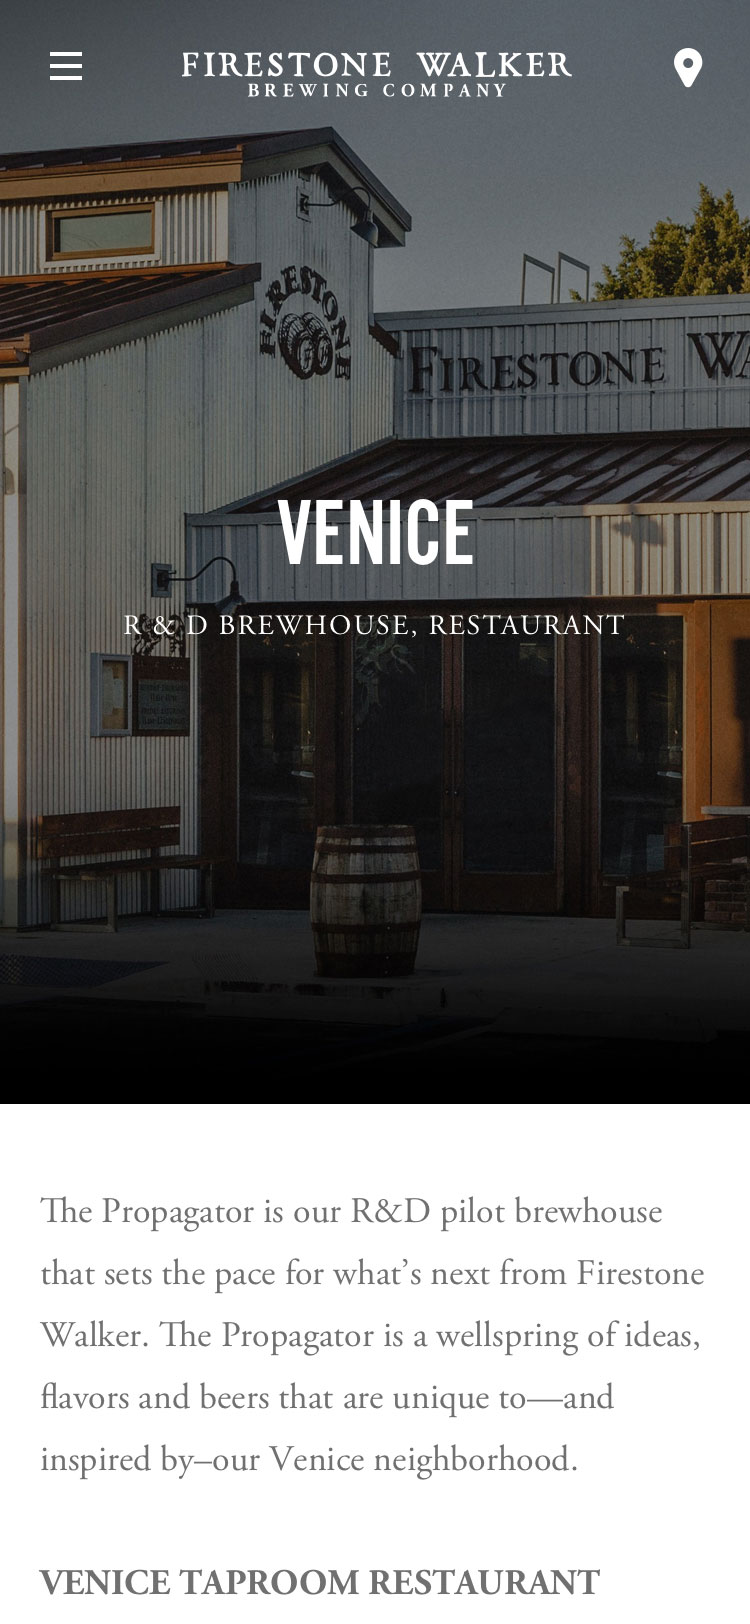 FIRESTONE WALKER
BREWING COMPANY
FIRESTONE
FIRESTONE
VENICE
R & D BREWHOUSE, RESTAURANT
The Propagator is our R&D pilot brewhouse
that sets the pace for what’s next from Firestone
Walker. The Propagator is a wellspring of ideas,
flavors and beers that are unique to—and
inspired by–our Venice neighborhood.
VENICE TAPROOM RESTAURANT